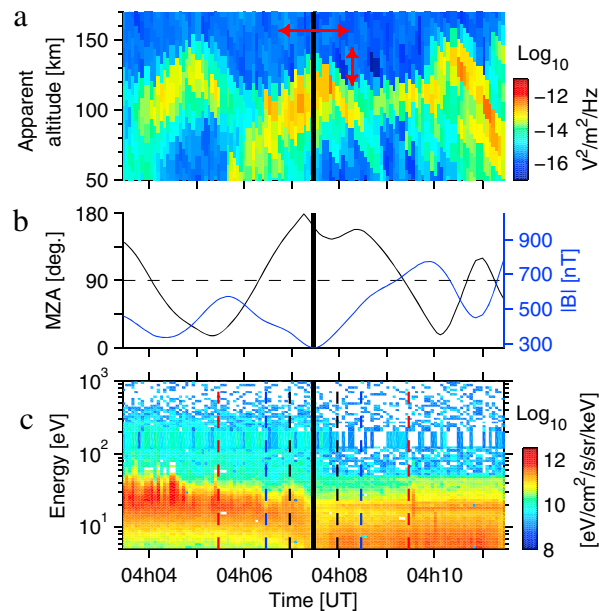 a
150
100
50
Apparent
altitude [km]
Log10
-12
-14
-16
V²/m²/Hz
b
180
90
0
MZA [deg.]
900
700
500
300
|B| [nT]
c
10³
10²
10¹
Energy [eV]
Log10
12
10
8
[eV/cm²/s/sr/keV]
04h04
04h06
04h08
04h10
Time [UT]